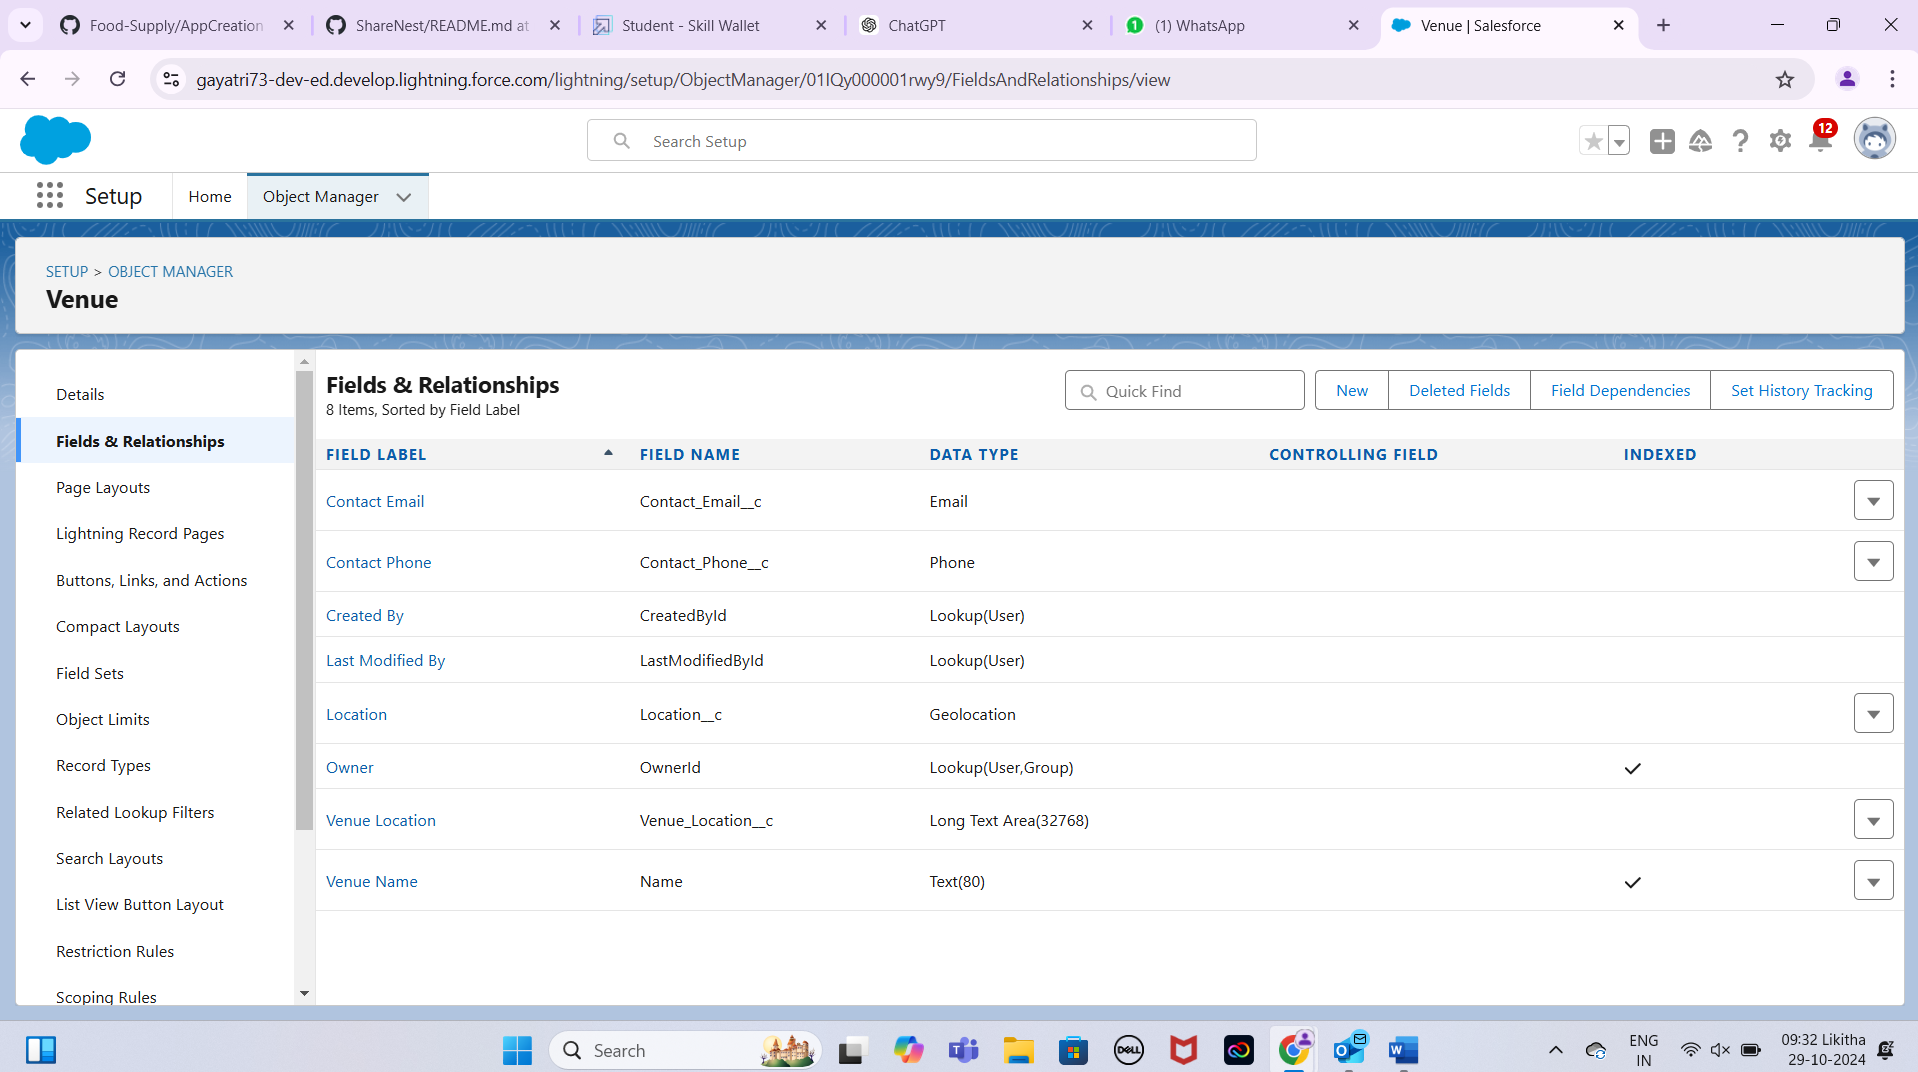 Food-Supply/AppCreation
ShareNest/README.md at
Student - Skill Wallet
ChatGPT
1
(1) WhatsApp
Venue | Salesforce
gayatri73-dev-ed.develop.lightning.force.com/lightning/setup/ObjectManager/01IQy000001rwy9/FieldsAndRelationships/view
Search Setup
12
Setup
Home
Object Manager
SETUP > OBJECT MANAGER
Venue
Details
Fields & Relationships
Page Layouts
Lightning Record Pages
Buttons, Links, and Actions
Compact Layouts
Field Sets
Object Limits
Record Types
Related Lookup Filters
Search Layouts
List View Button Layout
Restriction Rules
Scoping Rules
Fields & Relationships
8 Items, Sorted by Field Label
Quick Find
New
Deleted Fields
Field Dependencies
Set History Tracking
FIELD LABEL FIELD NAME DATA TYPE CONTROLLING FIELD INDEXED
Contact Email Contact_Email__c Email
Contact Phone Contact_Phone__c Phone
Created By CreatedById Lookup(User)
Last Modified By LastModifiedById Lookup(User)
Location Location__c Geolocation
Owner OwnerId Lookup(User,Group)
Venue Location Venue_Location__c Long Text Area(32768)
Venue Name Name Text(80)
Search
DELL
ENG
IN
09:32 Likitha
29-10-2024